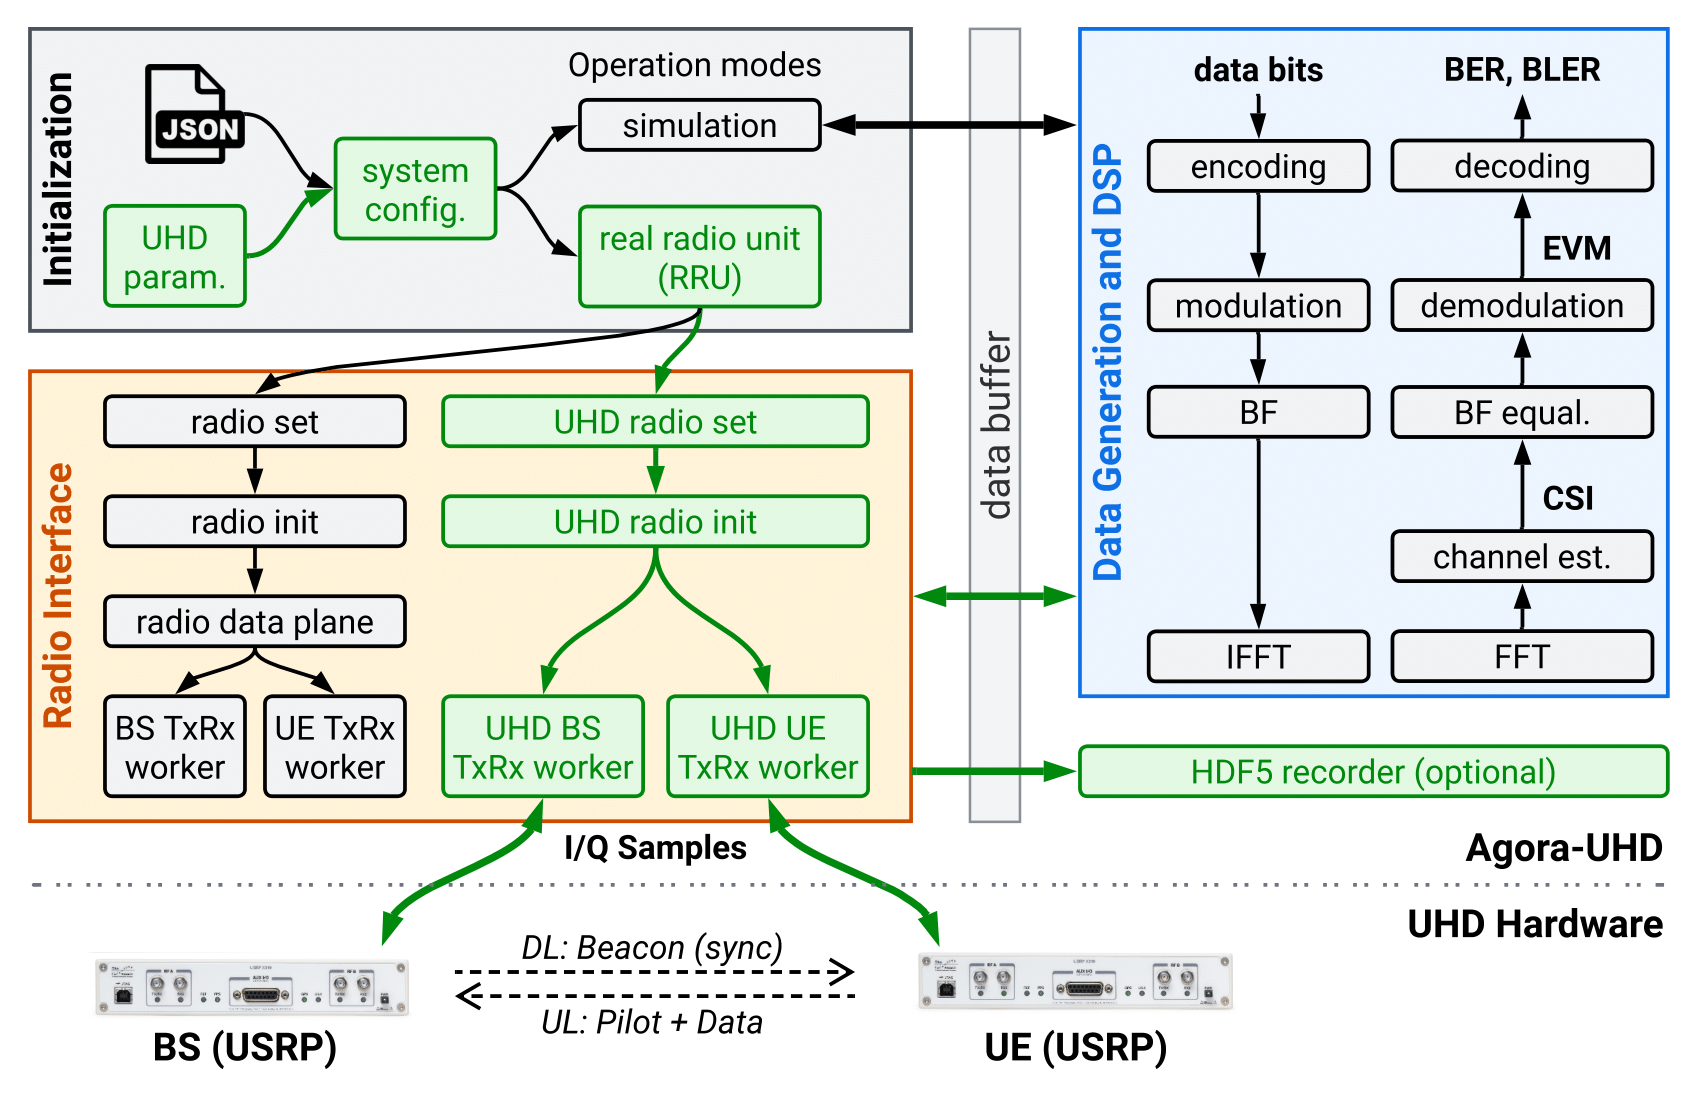 Initialization
JSON
UHD
param.
system
config.
Operation modes
simulation
real radio unit
(RRU)
Radio Interface
radio set
radio init
radio data plane
BS TxRx
worker
UE TxRx
worker
UHD radio set
UHD radio init
UHD BS
TxRx worker
UHD UE
TxRx worker
data buffer
Data Generation and DSP
data bits
encoding
modulation
BF
IFFT
BER, BLER
decoding
EVM
demodulation
BF equal.
CSI
channel est.
FFT
HDF5 recorder (optional)
I/Q Samples
Agora-UHD
UHD Hardware
DL: Beacon (sync)
UL: Pilot + Data
BS (USRP)
UE (USRP)